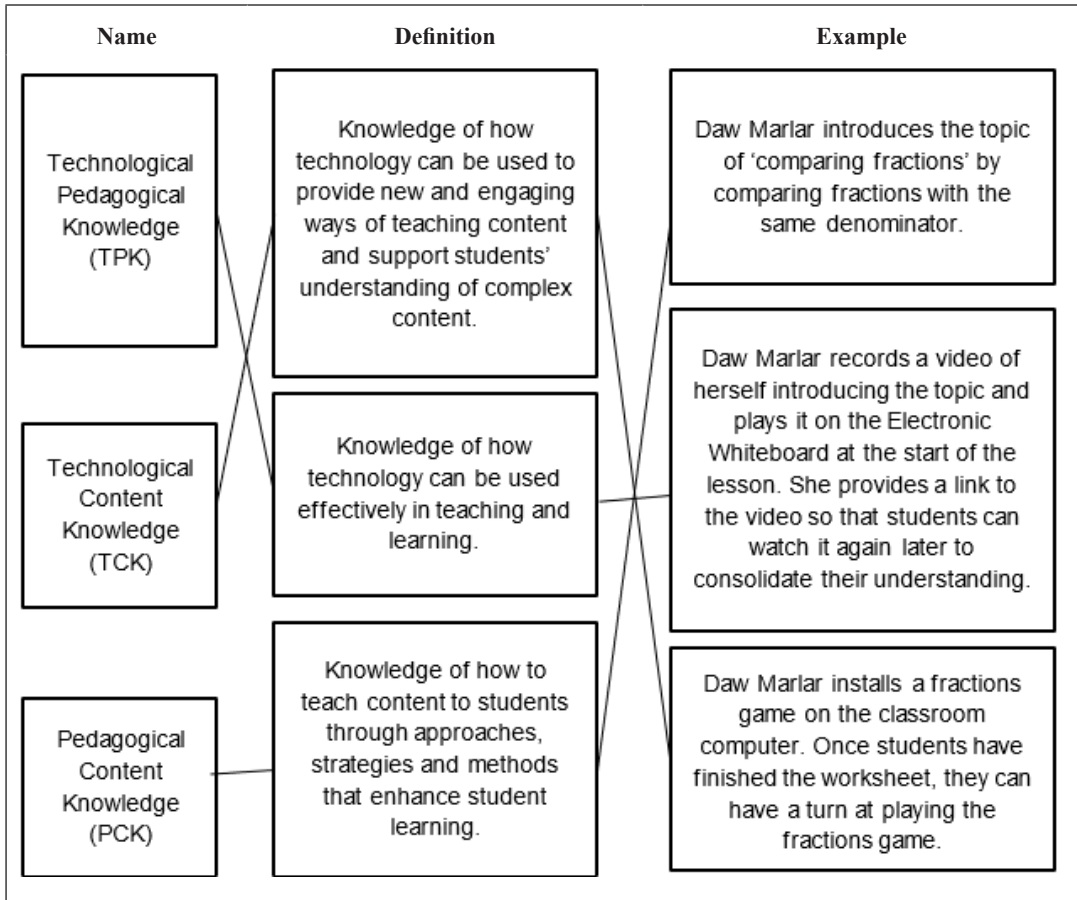 Name
Definition
Example
Technological
Pedagogical
Knowledge
(TPK)
Knowledge of how
technology can be used to
provide new and engaging
ways of teaching content
and support students’
understanding of complex
content.
Daw Marlar introduces the topic
of ‘comparing fractions’ by
comparing fractions with the
same denominator.
Technological
Content
Knowledge
(TCK)
Knowledge of how
technology can be used
effectively in teaching and
learning.
Daw Marlar records a video of
herself introducing the topic and
plays it on the Electronic
Whiteboard at the start of the
lesson. She provides a link to
the video so that students can
watch it again later to
consolidate their understanding.
Pedagogical
Content
Knowledge
(PCK)
Knowledge of how to
teach content to students
through approaches,
strategies and methods
that enhance student
learning.
Daw Marlar installs a fractions
game on the classroom
computer. Once students have
finished the worksheet, they can
have a turn at playing the
fractions game.